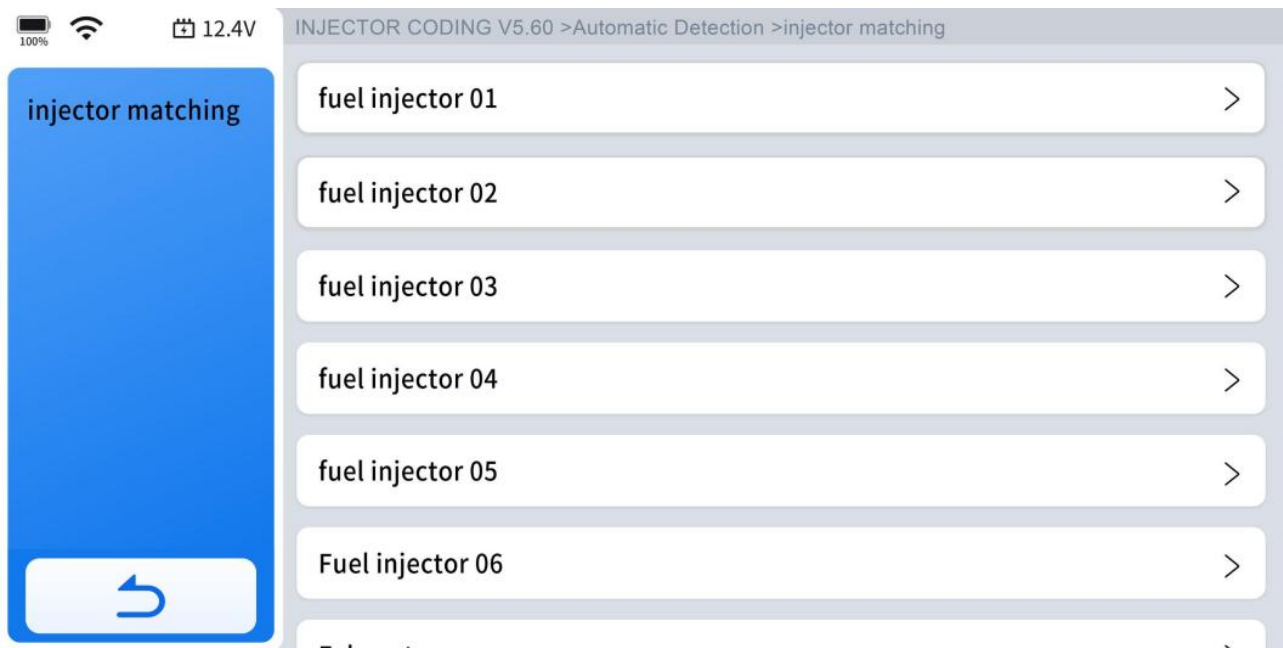 100%
12.4V
INJECTOR CODING V5.60 >Automatic Detection >injector matching
injector matching
fuel injector 01
fuel injector 02
fuel injector 03
fuel injector 04
fuel injector 05
Fuel injector 06